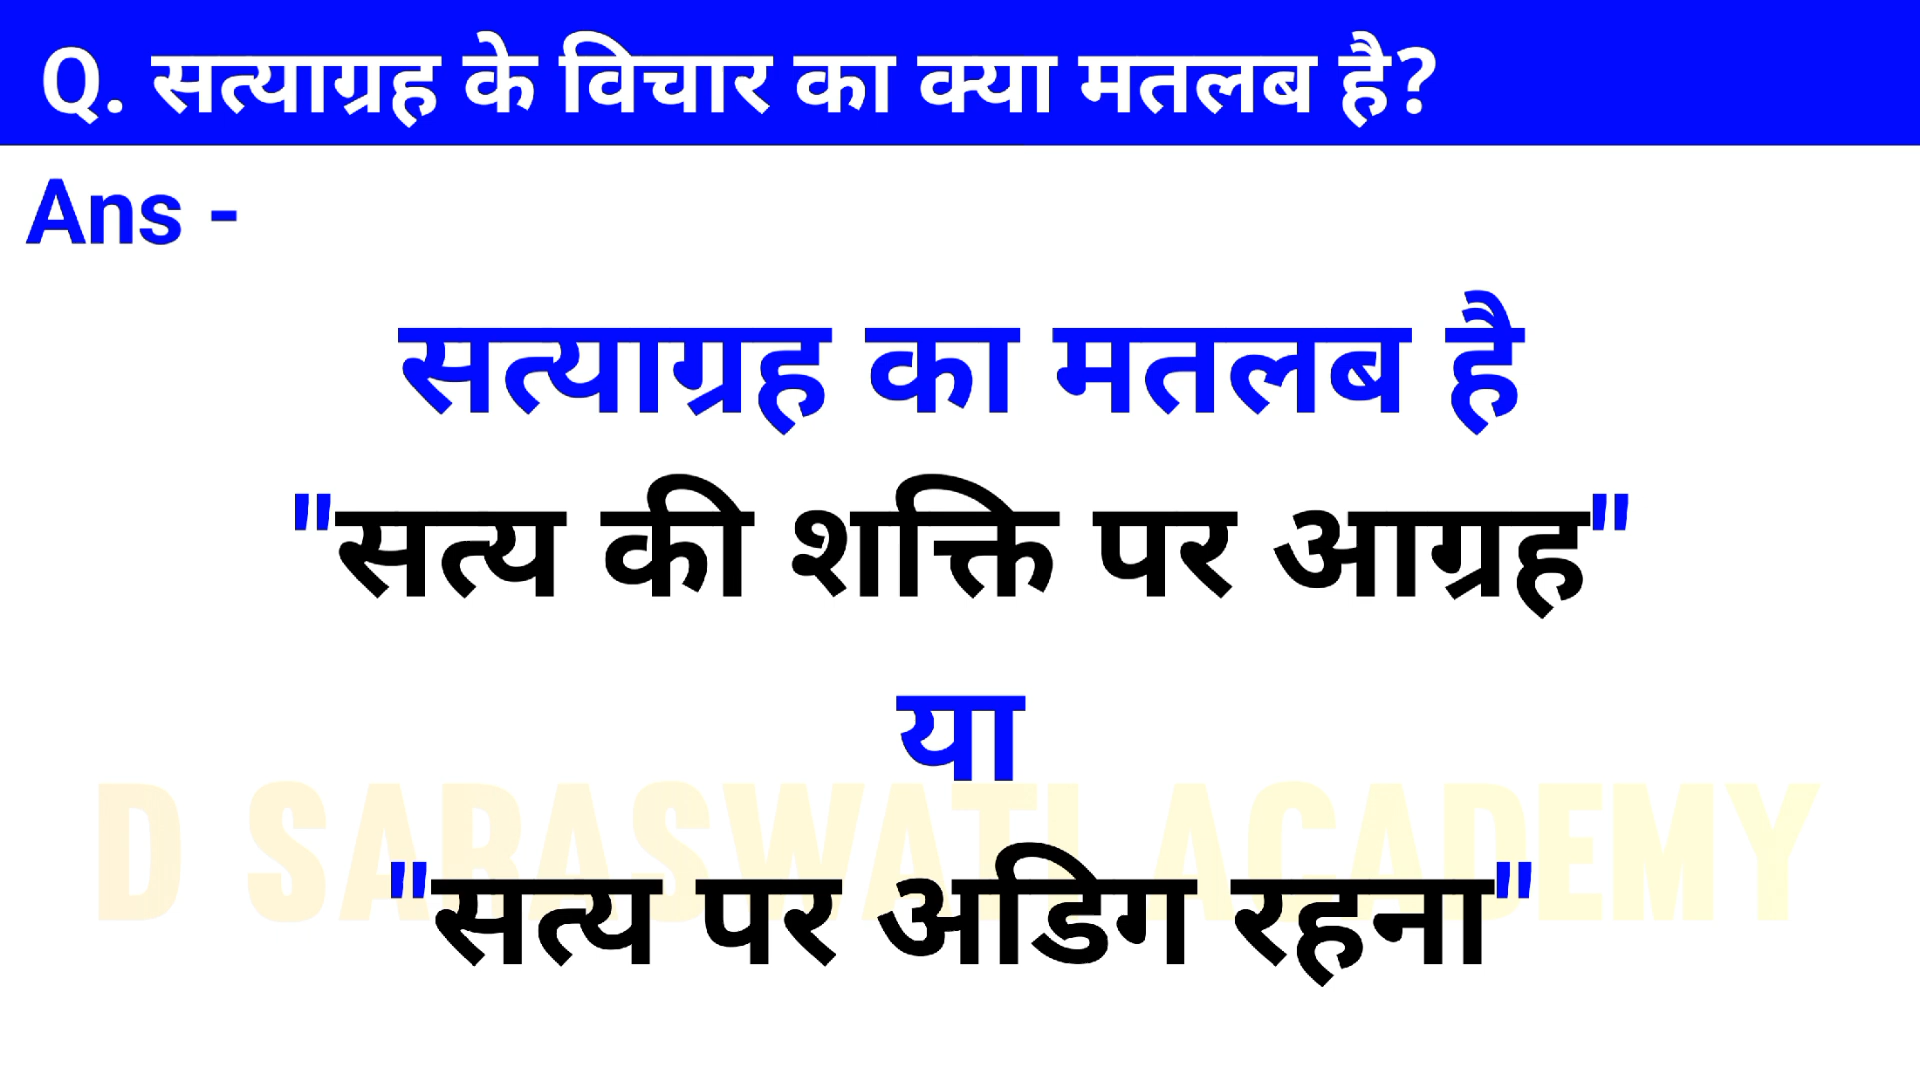 Q. सत्याग्रह के विचार का क्या मतलब है?
Ans -
सत्याग्रह का मतलब है
"सत्य की शक्ति पर आग्रह"
या
D SARASWATI ACADEMY
"सत्य पर अडिग रहना"